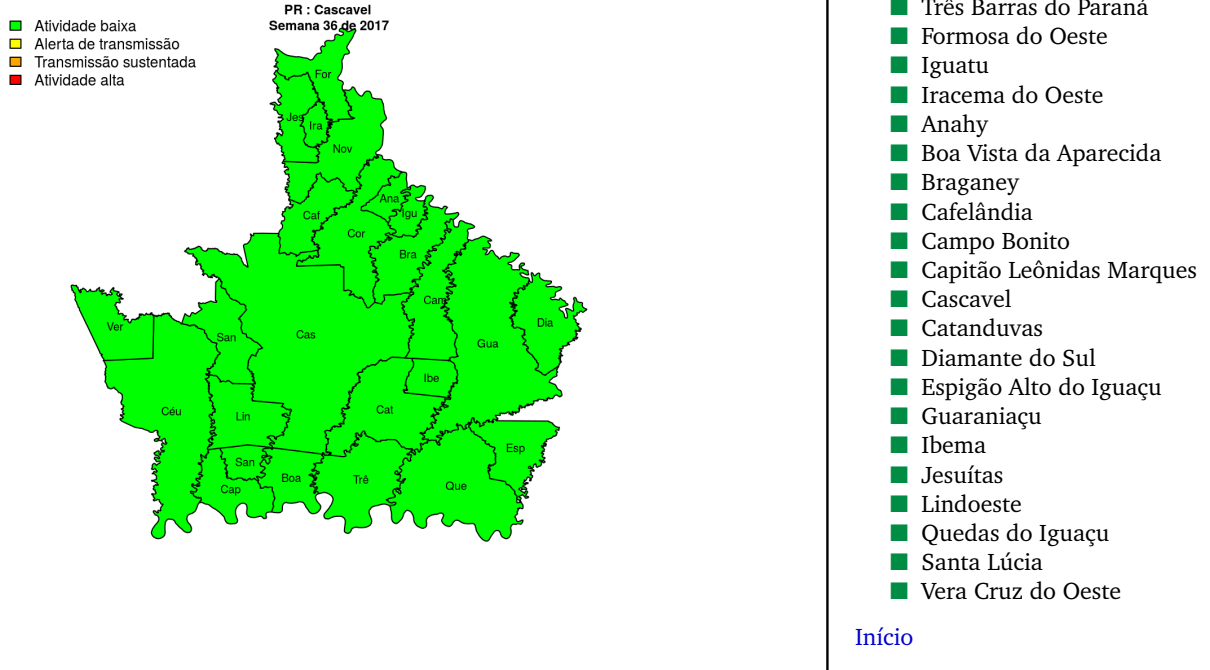 PR : Cascavel
Semana 36 de 2017
Atividade baixa
Alerta de transmissão
Transmissão sustentada
Atividade alta
For
Jes
Ira
Nov
Ana
Igu
Caf
Cor
Bra
Cam
Dia
Ver
San
Cas
Gua
Ibe
Céu
Lin
Cat
Esp
San
Boa
Trê
Cap
Que
Três Barras do Paraná
Formosa do Oeste
Iguatu
Iracema do Oeste
Anahy
Boa Vista da Aparecida
Braganey
Cafelândia
Campo Bonito
Capitão Leônidas Marques
Cascavel
Catanduvas
Diamante do Sul
Espigão Alto do Iguaçu
Guaraniaçu
Ibema
Jesuítas
Lindoeste
Quedas do Iguaçu
Santa Lúcia
Vera Cruz do Oeste
Início